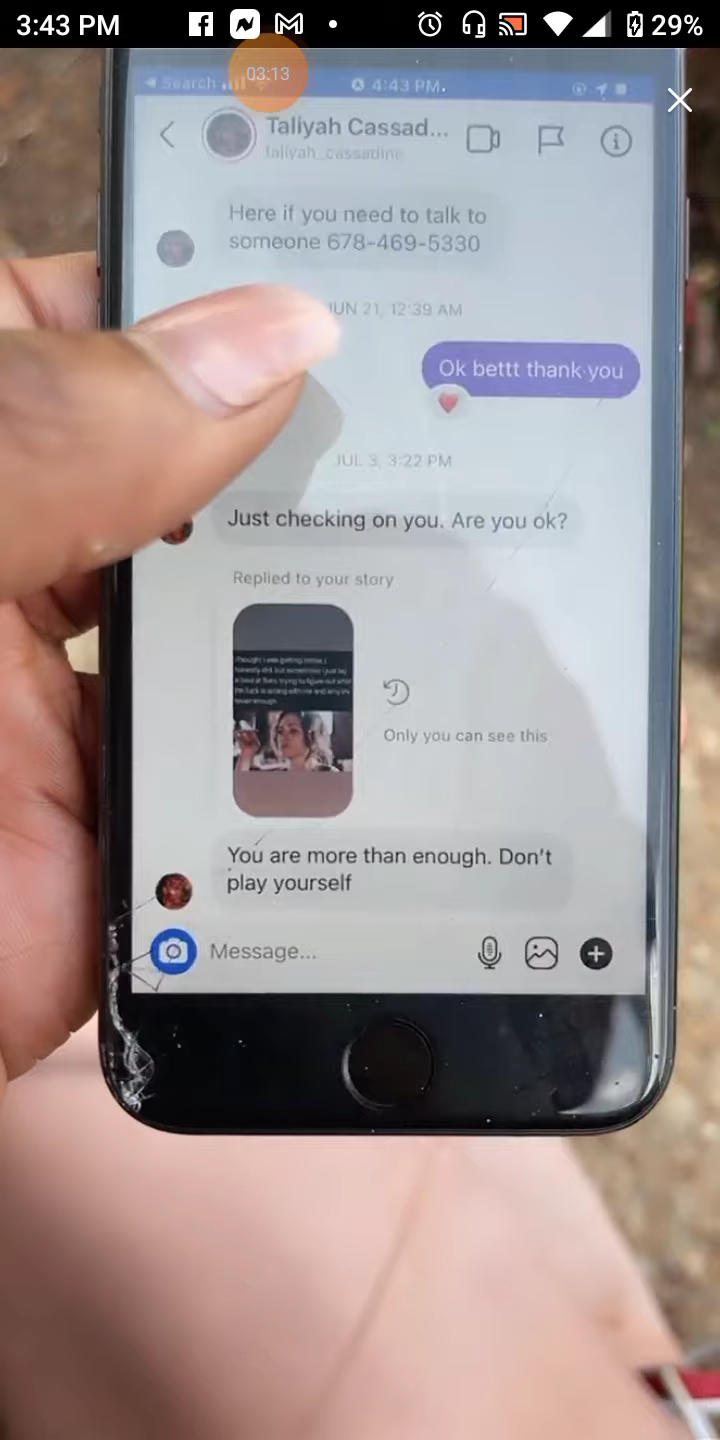 3:43 PM
29%
03:13
Search
4:43 PM
Taliyah Cassad...
taliyah_cassadine
Here if you need to talk to
someone 678-469-5330
JUN 21, 12:39 AM
Ok bettt thank you
JUL 3, 3:22 PM
Just checking on you. Are you ok?
Replied to your story
Only you can see this
You are more than enough. Don't
play yourself
Message...